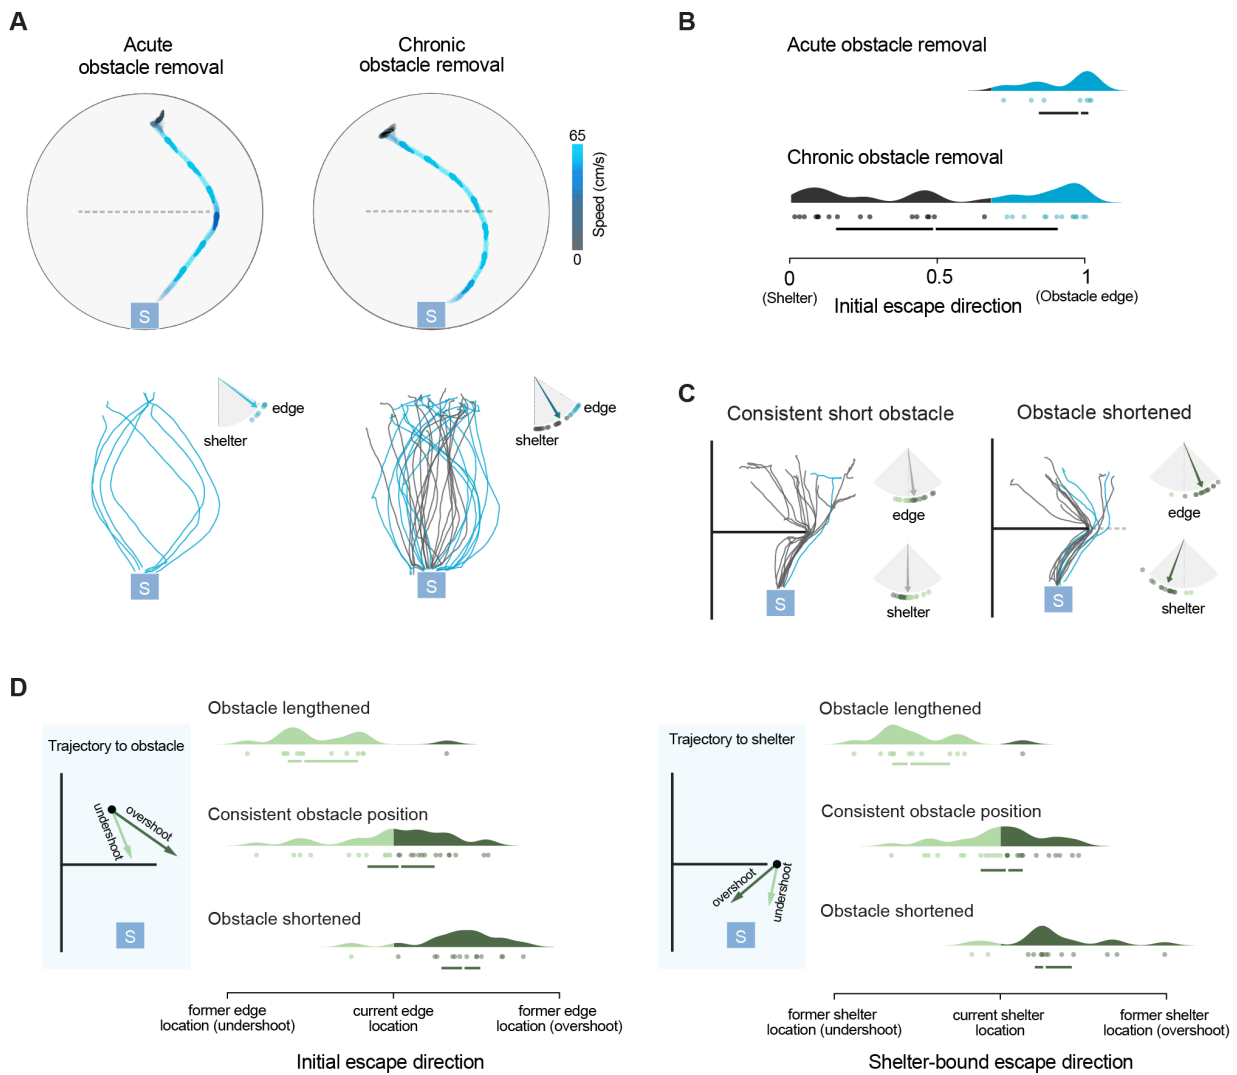 A
Acute
obstacle removal
Chronic
obstacle removal
65
Speed (cm/s)
0
S
S
edge
shelter
edge
shelter
S
S
B
Acute obstacle removal
Chronic obstacle removal
0
0.5
1
(Shelter)
(Obstacle edge)
Initial escape direction
C
Consistent short obstacle
Obstacle shortened
edge
shelter
S
edge
shelter
S
D
Trajectory to obstacle
overshoot
undershoot
S
Obstacle lengthened
Consistent obstacle position
Obstacle shortened
former edge
location (undershoot)
current edge
location
former edge
location (overshoot)
Initial escape direction
Trajectory to shelter
overshoot
undershoot
S
Obstacle lengthened
Consistent obstacle position
Obstacle shortened
former shelter
location (undershoot)
current shelter
location
former shelter
location (overshoot)
Shelter-bound escape direction